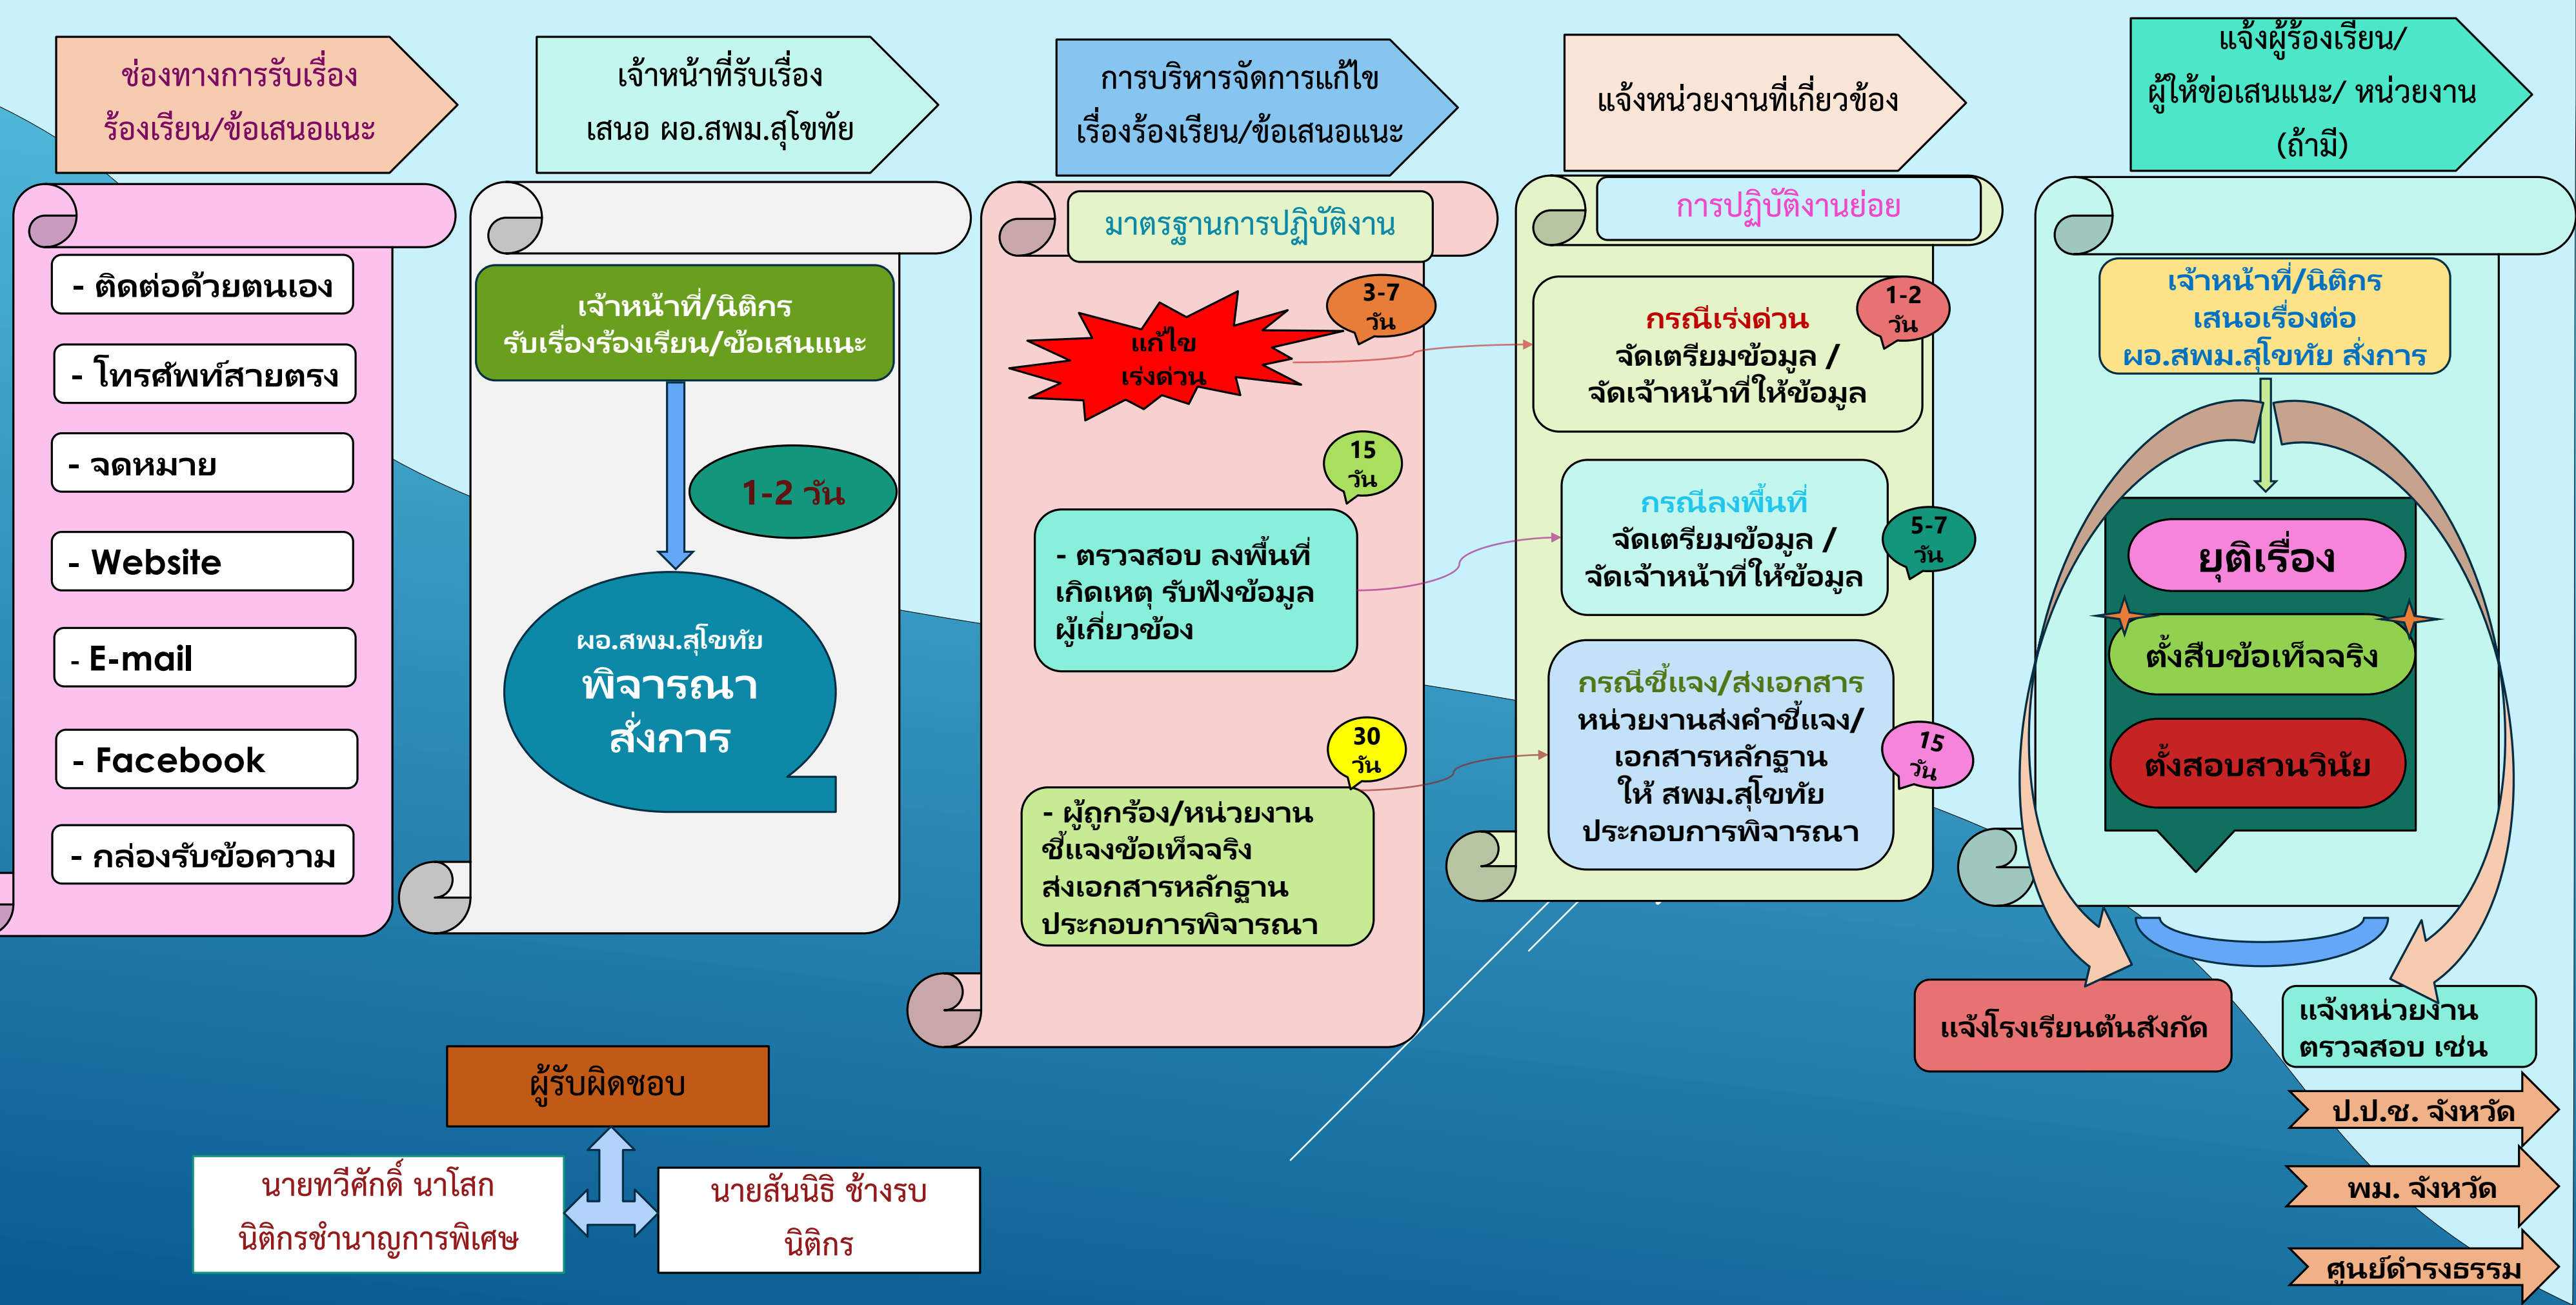 ช่องทางการรับเรื่อง
ร้องเรียน/ข้อเสนอแนะ
- ติดต่อด้วยตนเอง
- โทรศัพท์สายตรง
- จดหมาย
- Website
- E-mail
- Facebook
- กล่องรับข้อความ
เจ้าหน้าที่รับเรื่อง
เสนอ ผอ.สพม.สุโขทัย
เจ้าหน้าที่/นิติกร
รับเรื่องร้องเรียน/ข้อเสนแนะ
1-2 วัน
ผอ.สพม.สุโขทัย
พิจารณา
สั่งการ
การบริหารจัดการแก้ไข
เรื่องร้องเรียน/ข้อเสนอแนะ
มาตรฐานการปฏิบัติงาน
3-7
วัน
แก้ไข
เร่งด่วน
15
วัน
- ตรวจสอบ ลงพื้นที่
เกิดเหตุ รับฟังข้อมูล
ผู้เกี่ยวข้อง
30
วัน
- ผู้ถูกร้อง/หน่วยงาน
ชี้แจงข้อเท็จจริง
ส่งเอกสารหลักฐาน
ประกอบการพิจารณา
แจ้งหน่วยงานที่เกี่ยวข้อง
การปฏิบัติงานย่อย
1-2
วัน
กรณีเร่งด่วน
จัดเตรียมข้อมูล /
จัดเจ้าหน้าที่ให้ข้อมูล
กรณีลงพื้นที่
จัดเตรียมข้อมูล /
จัดเจ้าหน้าที่ให้ข้อมูล
5-7
วัน
กรณีชี้แจง/ส่งเอกสาร
หน่วยงานส่งคำชี้แจง/
เอกสารหลักฐาน
ให้ สพม.สุโขทัย
ประกอบการพิจารณา
15
วัน
แจ้งผู้ร้องเรียน/
ผู้ให้ข่อเสนแนะ/ หน่วยงาน
(ถ้ามี)
เจ้าหน้าที่/นิติกร
เสนอเรื่องต่อ
ผอ.สพม.สุโขทัย สั่งการ
ยุติเรื่อง
ตั้งสืบข้อเท็จจริง
ตั้งสอบสวนวินัย
แจ้งโรงเรียนต้นสังกัด
แจ้งหน่วยงาน
ตรวจสอบ เช่น
ป.ป.ช. จังหวัด
พม. จังหวัด
ศูนย์ดำรงธรรม
ผู้รับผิดชอบ
นายทวีศักดิ์ นาโสก
นิติกรชำนาญการพิเศษ
นายสันนิธิ ช้างรบ
นิติกร